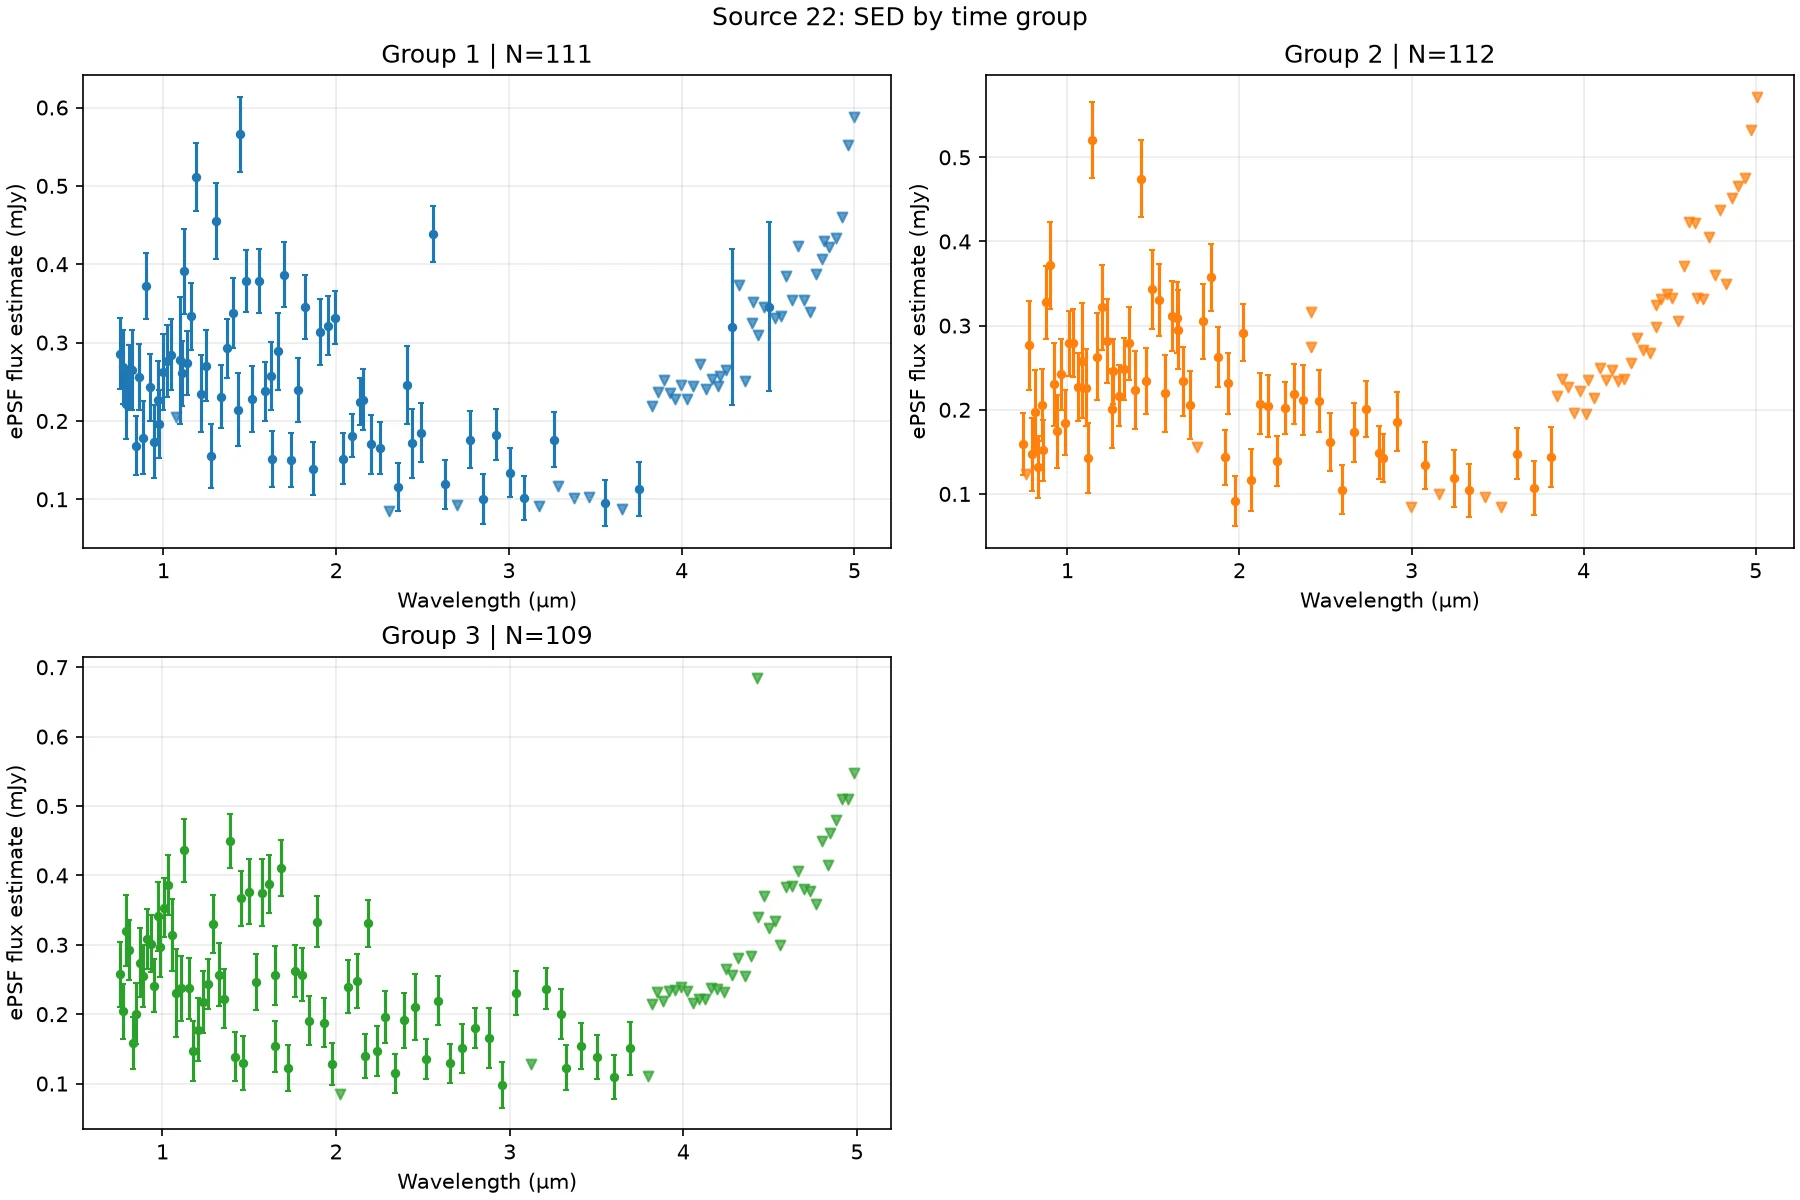 Source 22: SED by time group
Group 1 | N=111
ePSF flux estimate (mJy)
0.6
0.5
0.4
0.3
0.2
0.1
1 2 3 4 5
Wavelength (µm)
Group 2 | N=112
ePSF flux estimate (mJy)
0.5
0.4
0.3
0.2
0.1
1 2 3 4 5
Wavelength (µm)
Group 3 | N=109
ePSF flux estimate (mJy)
0.7
0.6
0.5
0.4
0.3
0.2
0.1
1 2 3 4 5
Wavelength (µm)